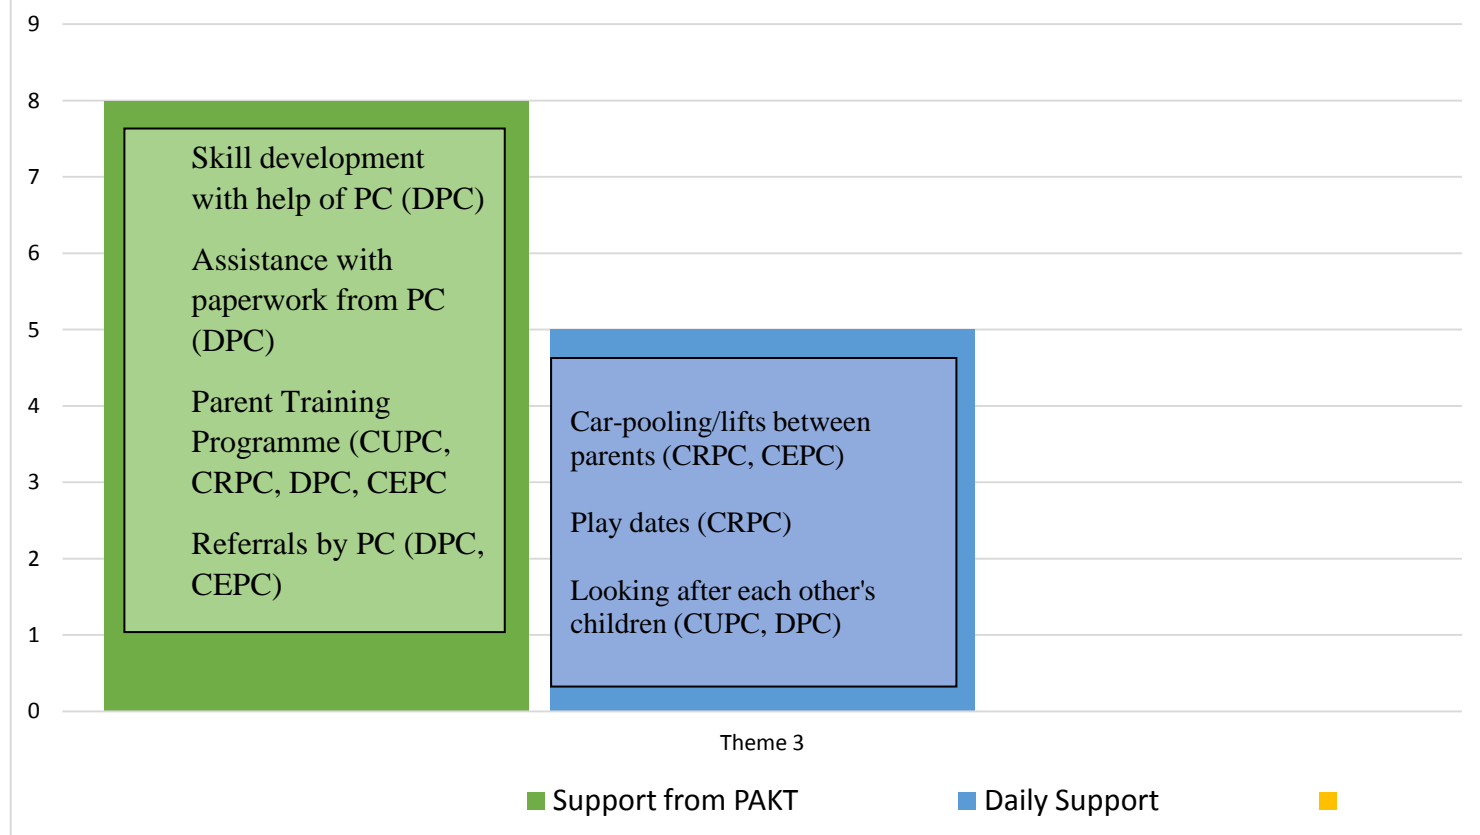 9
8
7
6
5
4
3
2
1
0
Skill development
with help of PC (DPC)
Assistance with
paperwork from PC
(DPC)
Parent Training
Programme (CUPC,
CRPC, DPC, CEPC
Referrals by PC (DPC,
CEPC)
Car-pooling/lifts between
parents (CRPC, CEPC)
Play dates (CRPC)
Looking after each other's
children (CUPC, DPC)
Theme 3
Support from PAKT
Daily Support